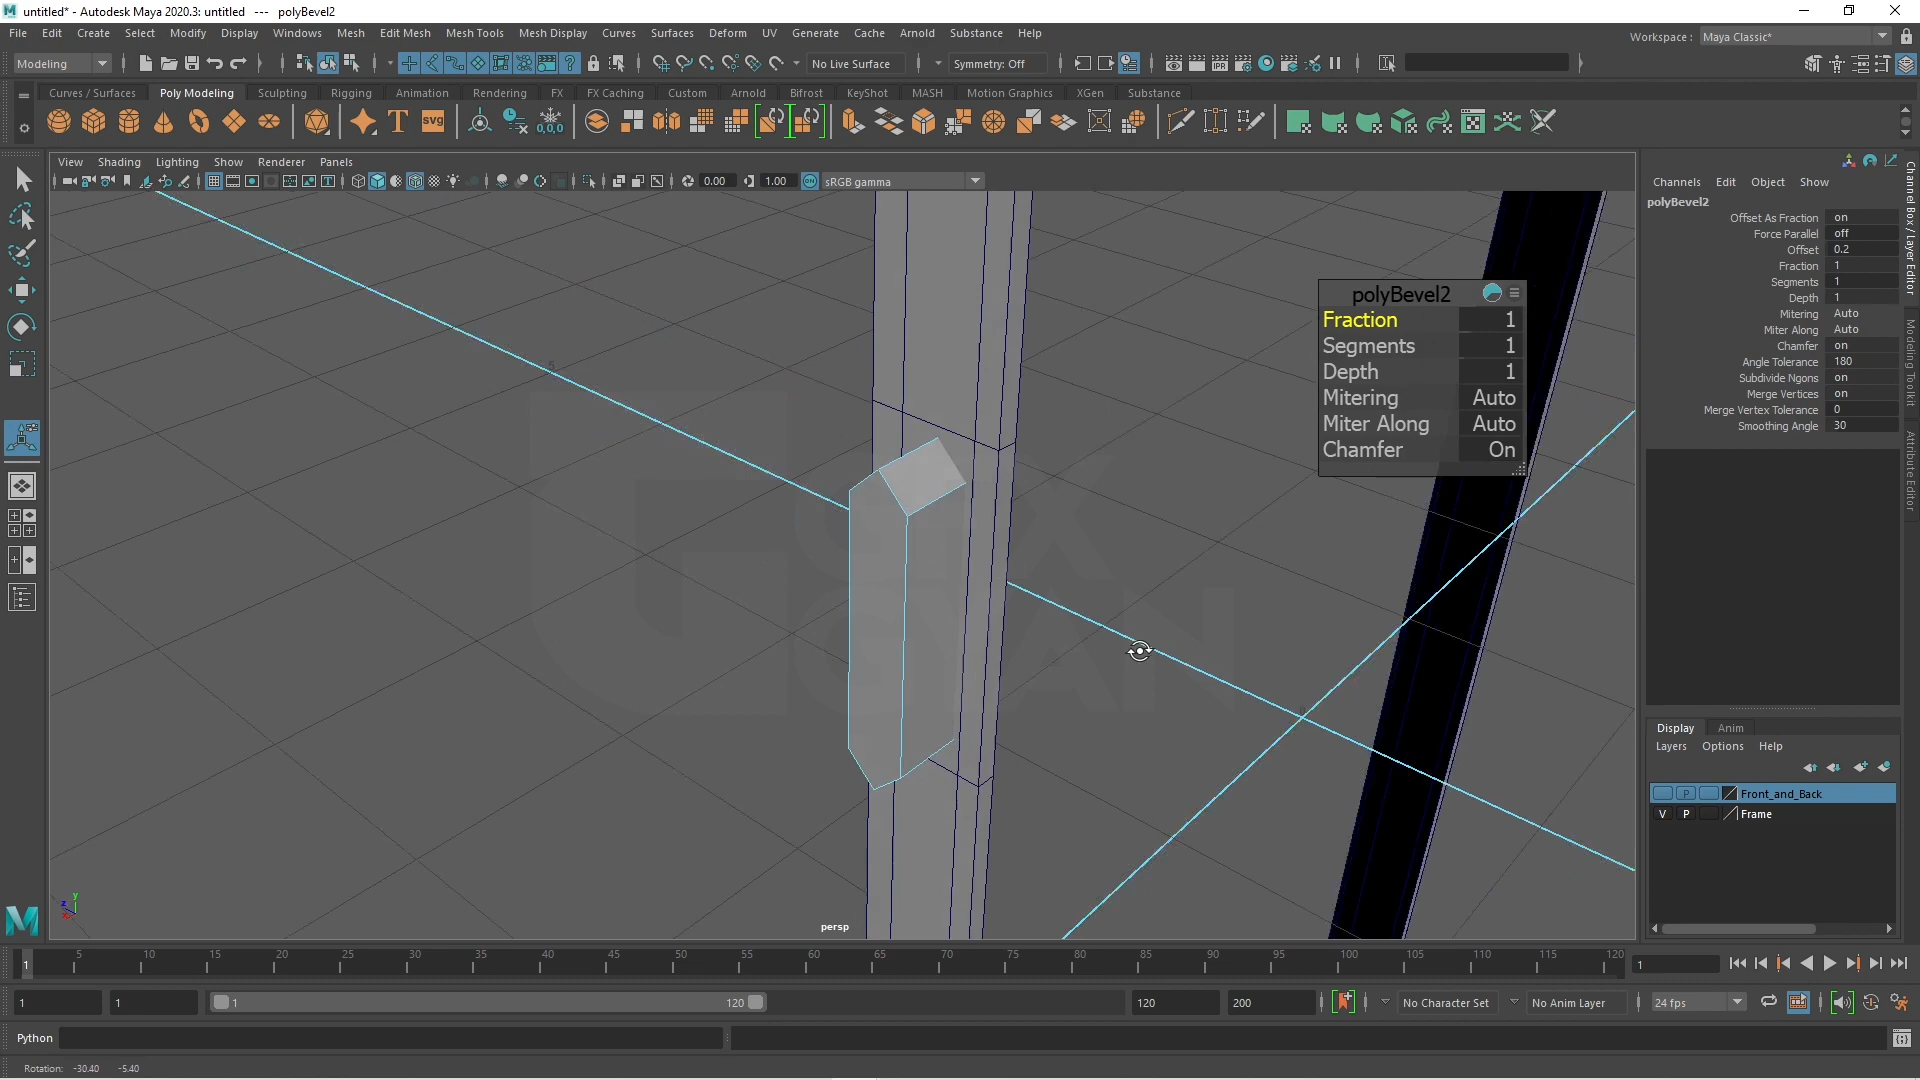 untitled* - Autodesk Maya 2020.3: untitled --- polyBevel2
File Edit Create Select Modify Display Windows Mesh Edit Mesh Mesh Tools Mesh Display Curves Surfaces Deform UV Generate Cache Arnold Substance Help
Workspace : Maya Classic*
Modeling No Live Surface Symmetry: Off
Curves / Surfaces Poly Modeling Sculpting Rigging Animation Rendering FX FX Caching Custom Arnold Bifrost KeyShot MASH Motion Graphics XGen Substance
View Shading Lighting Show Renderer Panels
0.00 1.00 sRGB gamma
Channels Edit Object Show
polyBevel2
Offset As Fraction on
Force Parallel off
Offset 0.2
Fraction 1
Segments 1
Depth 1
Mitering Auto
Miter Along Auto
Chamfer on
Angle Tolerance 180
Subdivide Ngons on
Merge Vertices on
Merge Vertex Tolerance 0
Smoothing Angle 30
Channel Box / Layer Editor
Modeling Toolkit
Attribute Editor
polyBevel2
Fraction 1
Segments 1
Depth 1
Mitering Auto
Miter Along Auto
Chamfer On
persp
Display Anim
Layers Options Help
P Front_and_Back
V P Frame
5 10 15 20 25 30 35 40 45 50 55 60 65 70 75 80 85 90 95 100 105 110 115 120
1 1
1 1 1 120 120 200 No Character Set No Anim Layer 24 fps
Python
Rotation: -30.40 -5.40